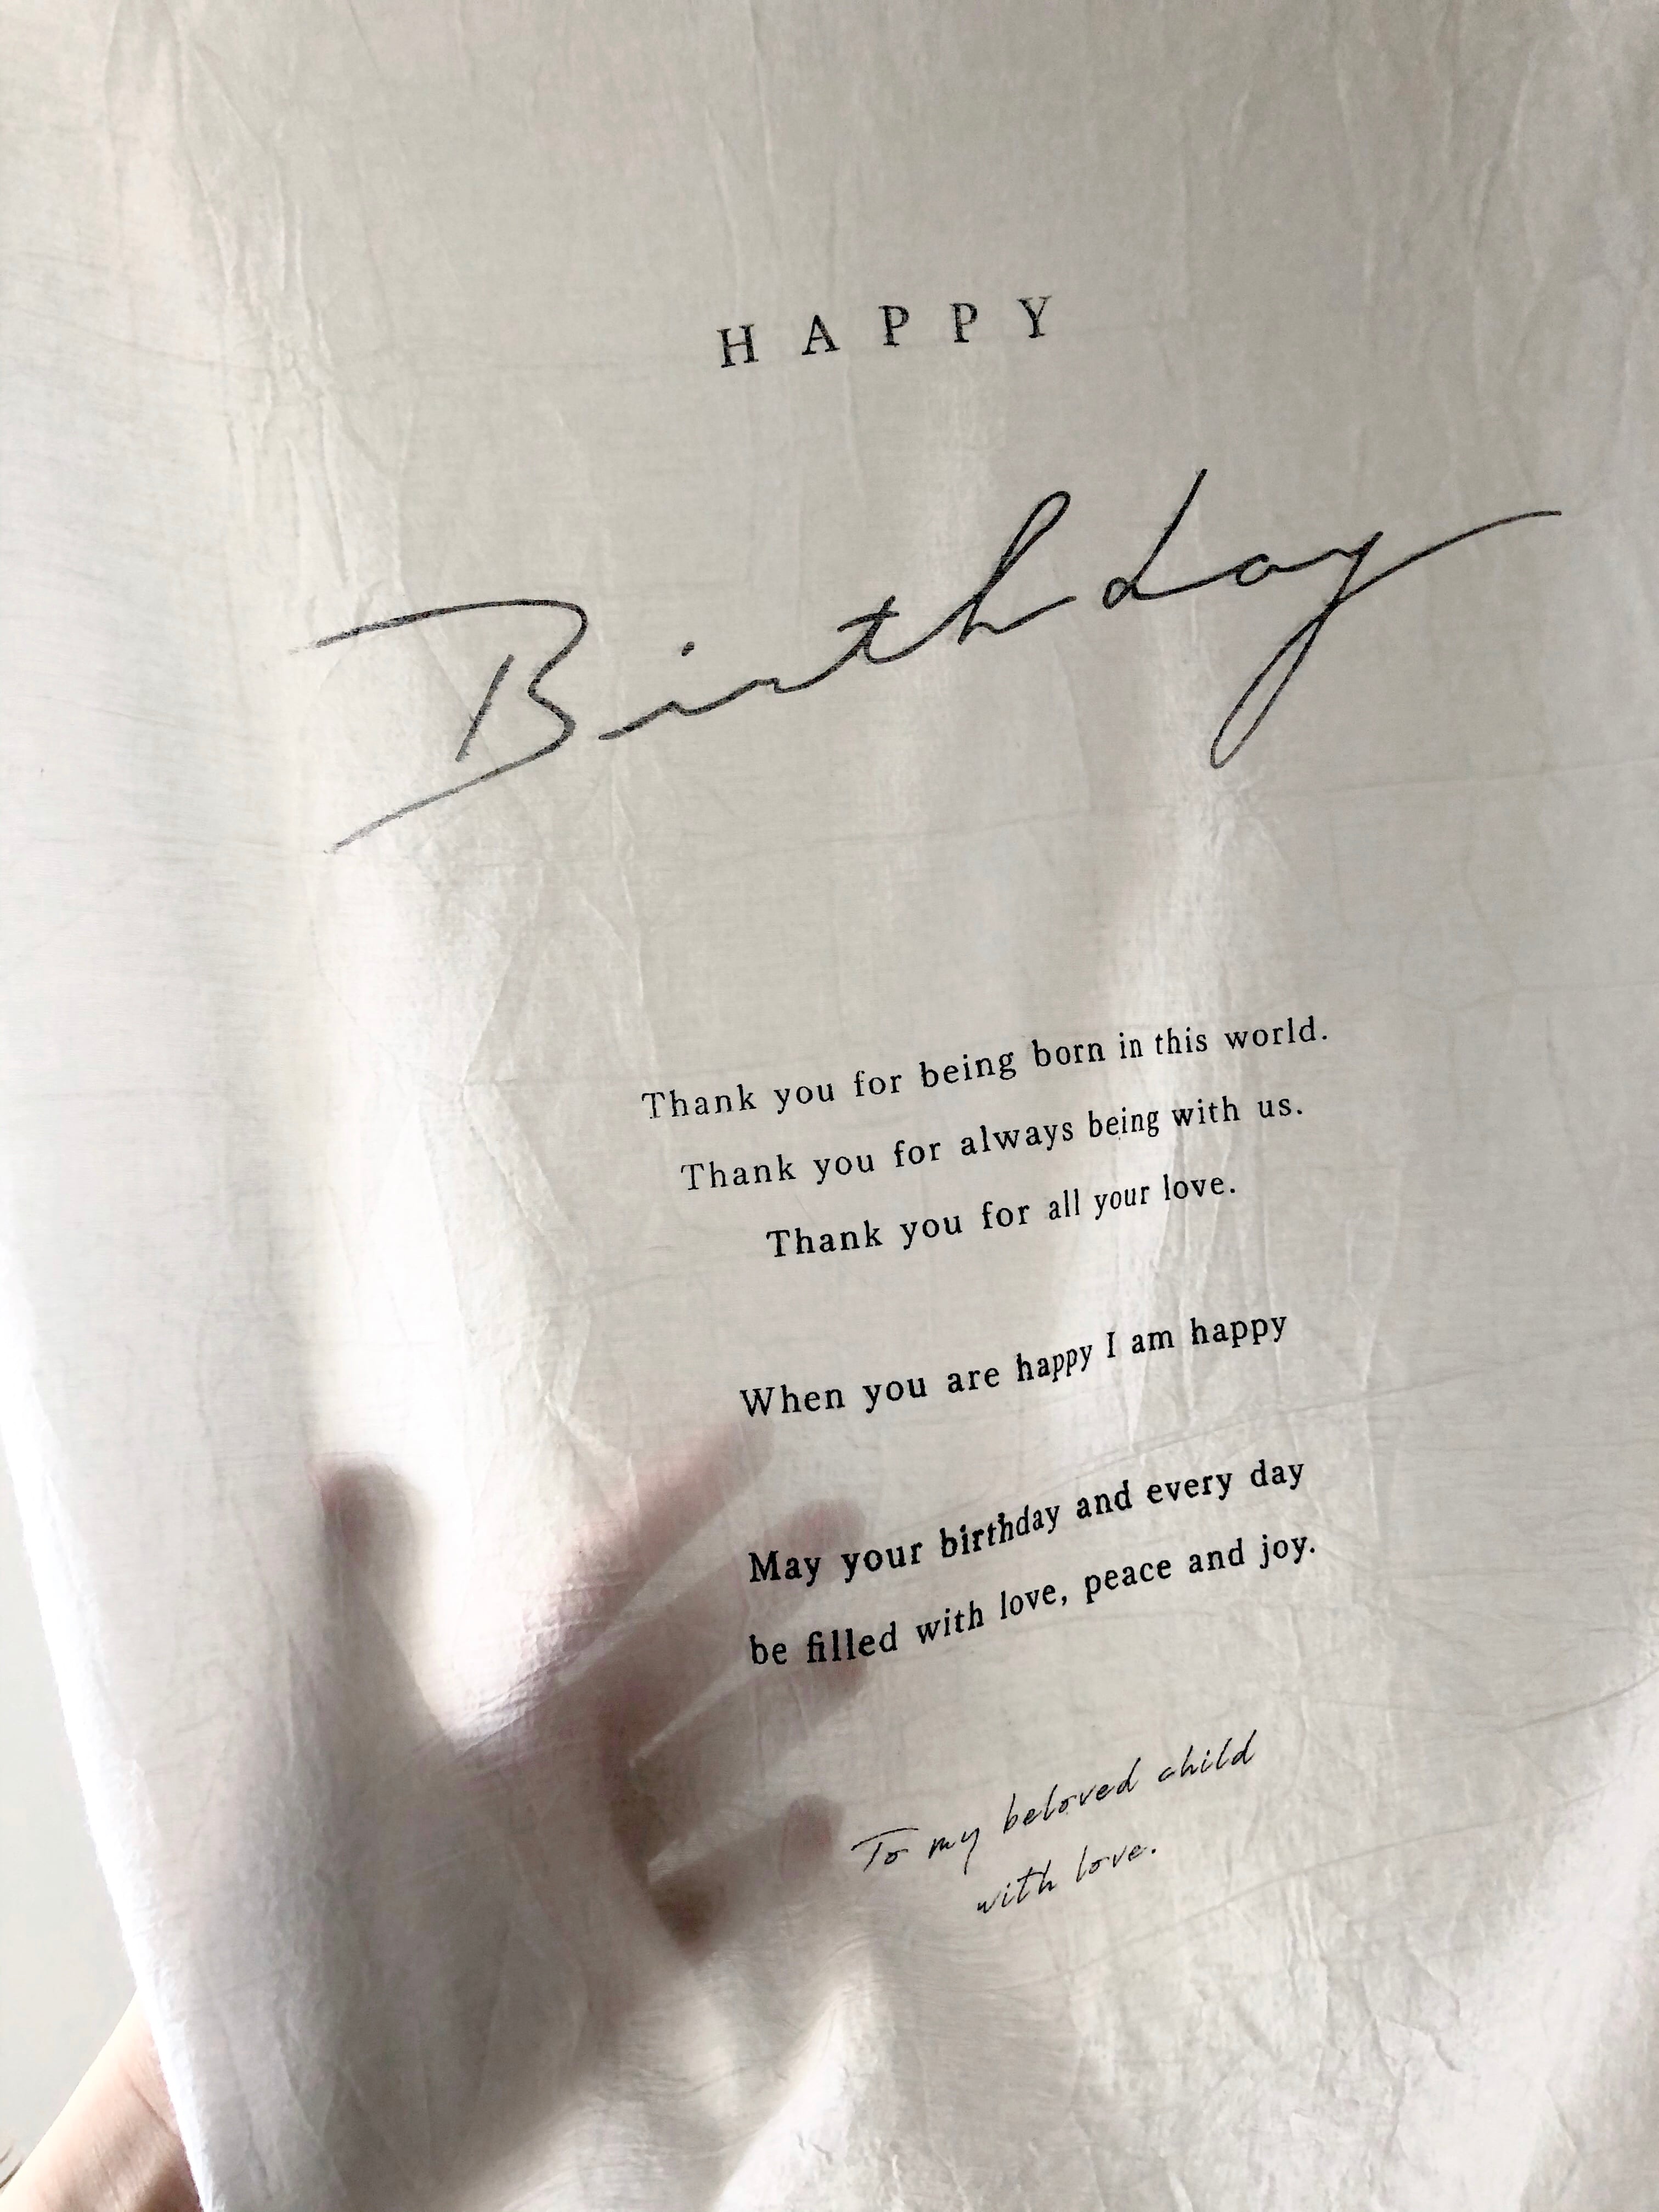 HAPPY
Birthday
Thank you for being born in this world.
Thank you for always being with us.
Thank you for all your love.
When you are happy I am happy
May your birthday and every day
be filled with love, peace and joy.
To my beloved child
with love.